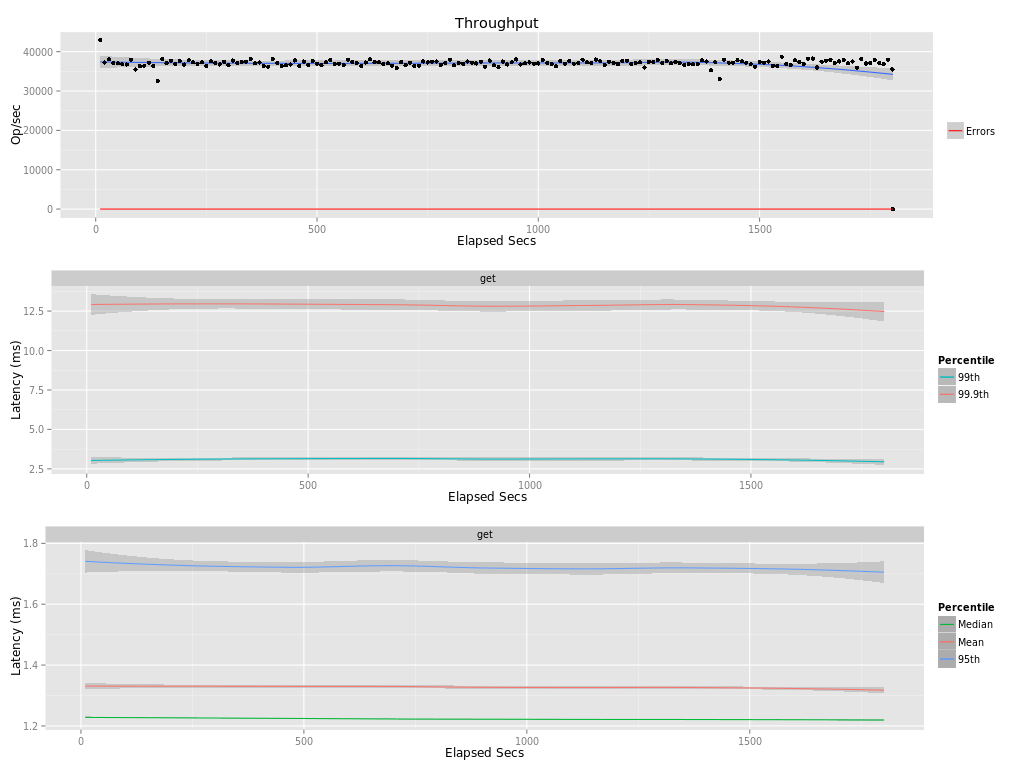 Throughput
Op/sec
40000
30000
20000
10000
0
0 500 1000 1500
Elapsed Secs
Errors
get
Latency (ms)
12.5
10.0
7.5
5.0
2.5
0 500 1000 1500
Elapsed Secs
Percentile
99th
99.9th
get
Latency (ms)
1.8
1.6
1.4
1.2
0 500 1000 1500
Elapsed Secs
Percentile
Median
Mean
95th